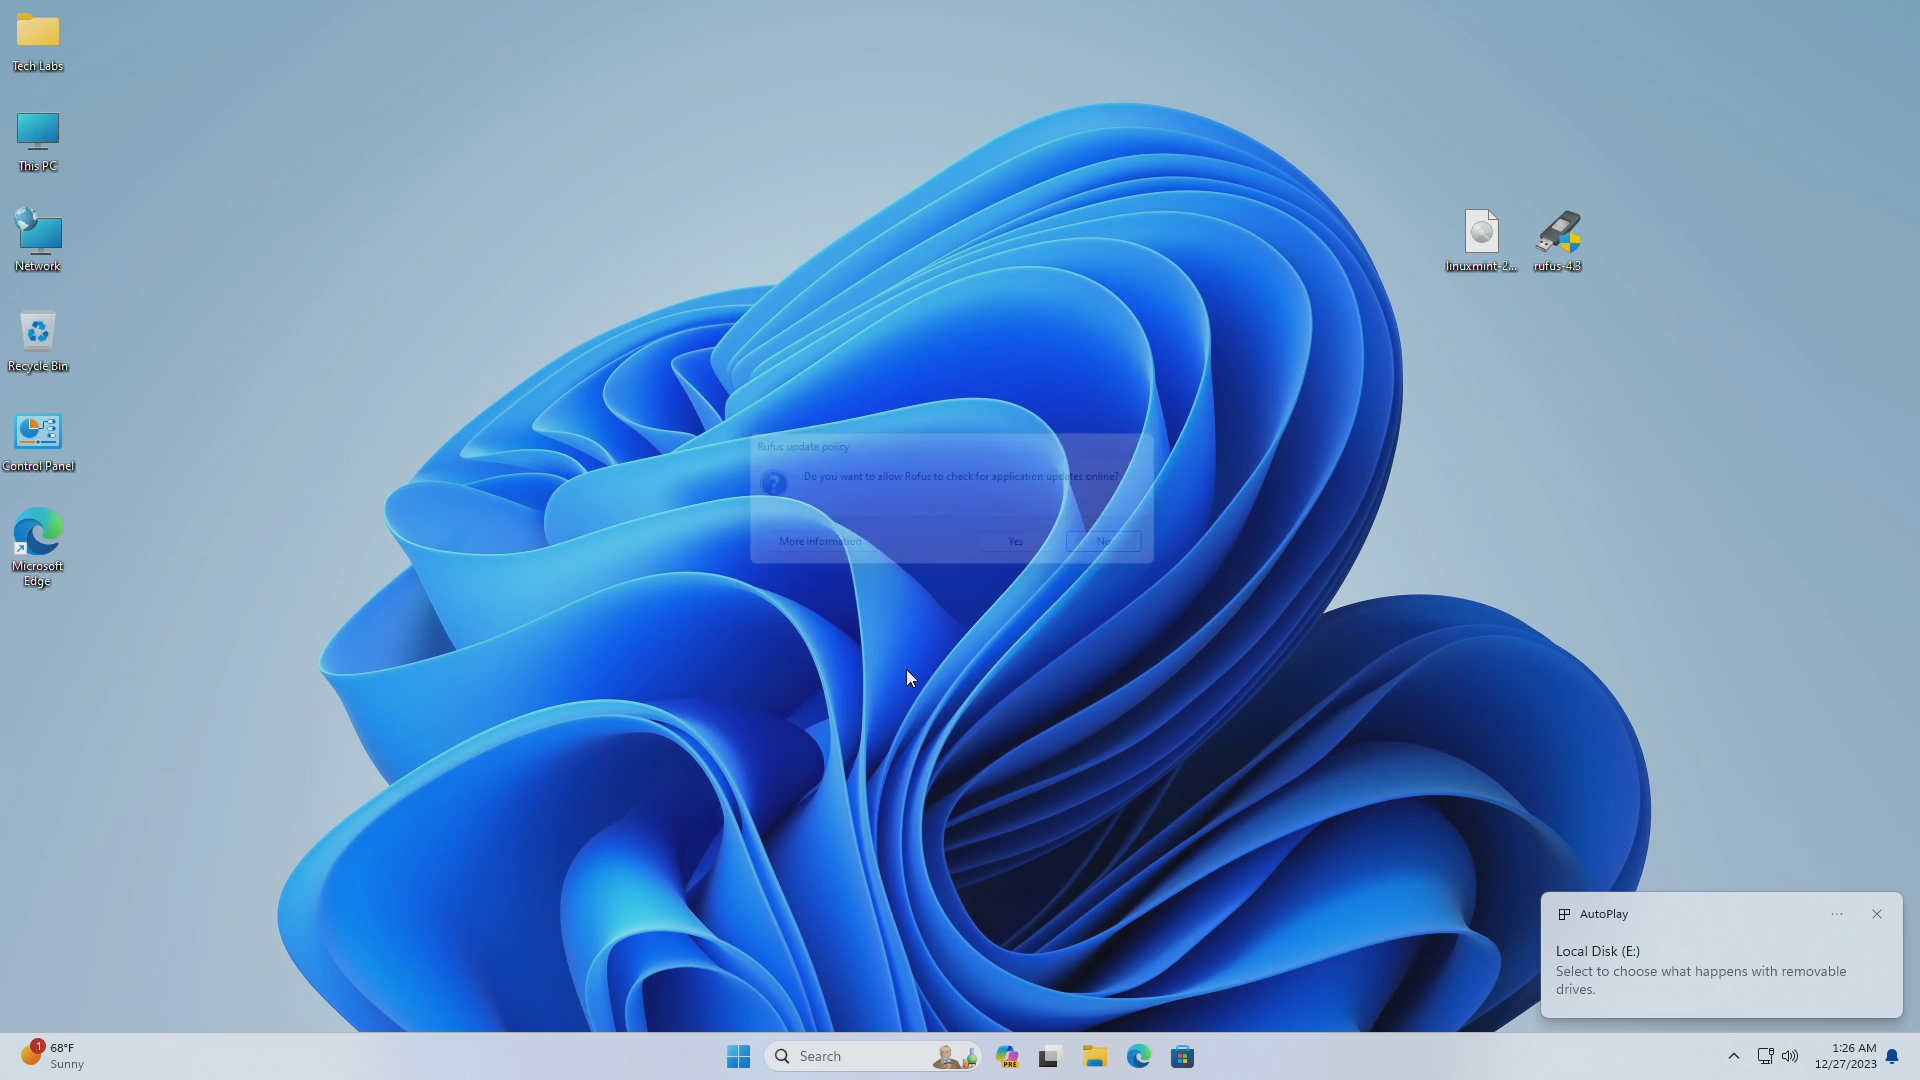 Tech Labs
This PC
Network
Recycle Bin
Control Panel
Microsoft
Edge
linuxmint-2...
rufus-4.3
Rufus update policy
Do you want to allow Rufus to check for application updates online?
More information
Yes
No
AutoPlay
Local Disk (E:)
Select to choose what happens with removable
drives.
1
68°F
Sunny
Search
PRE
1:26 AM
12/27/2023